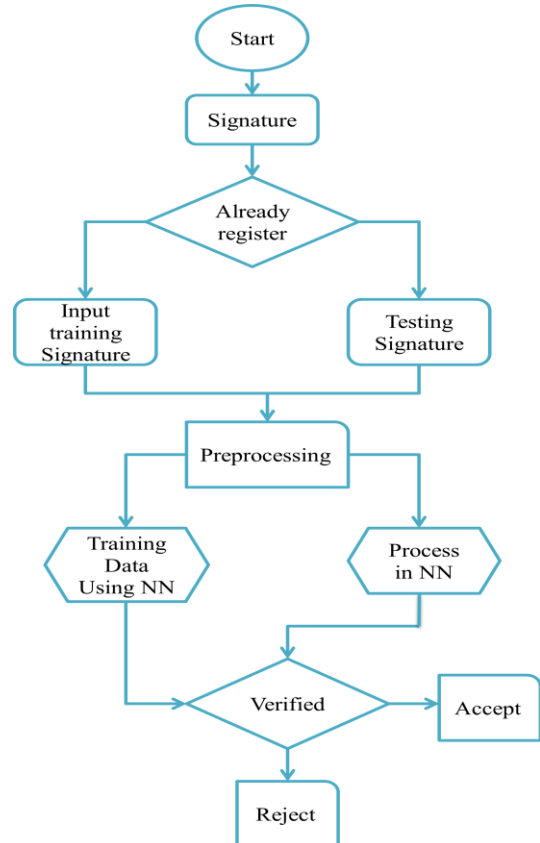 Start
Signature
Already
register
Input
training
Signature
Testing
Signature
Preprocessing
Training
Data
Using NN
Process
in NN
Verified
Accept
Reject